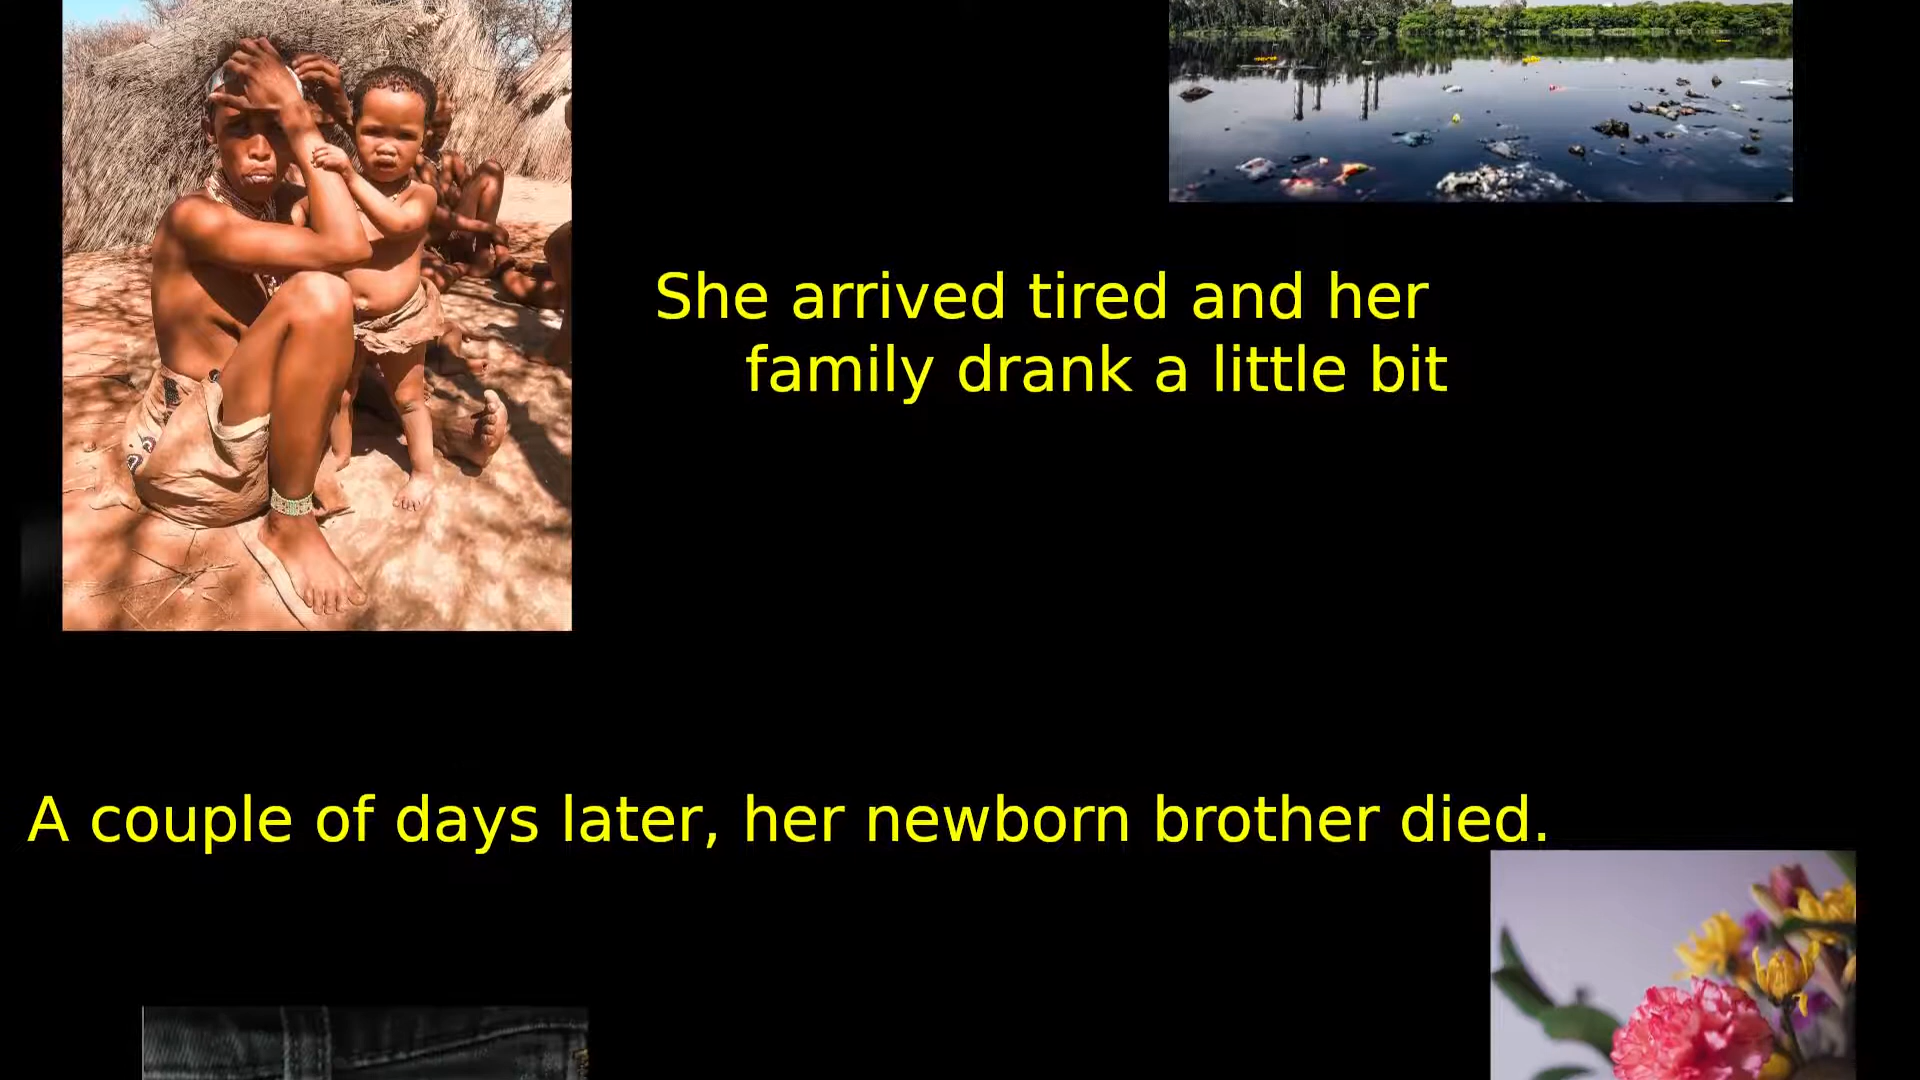 She arrived tired and her
family drank a little bit
A couple of days later, her newborn brother died.